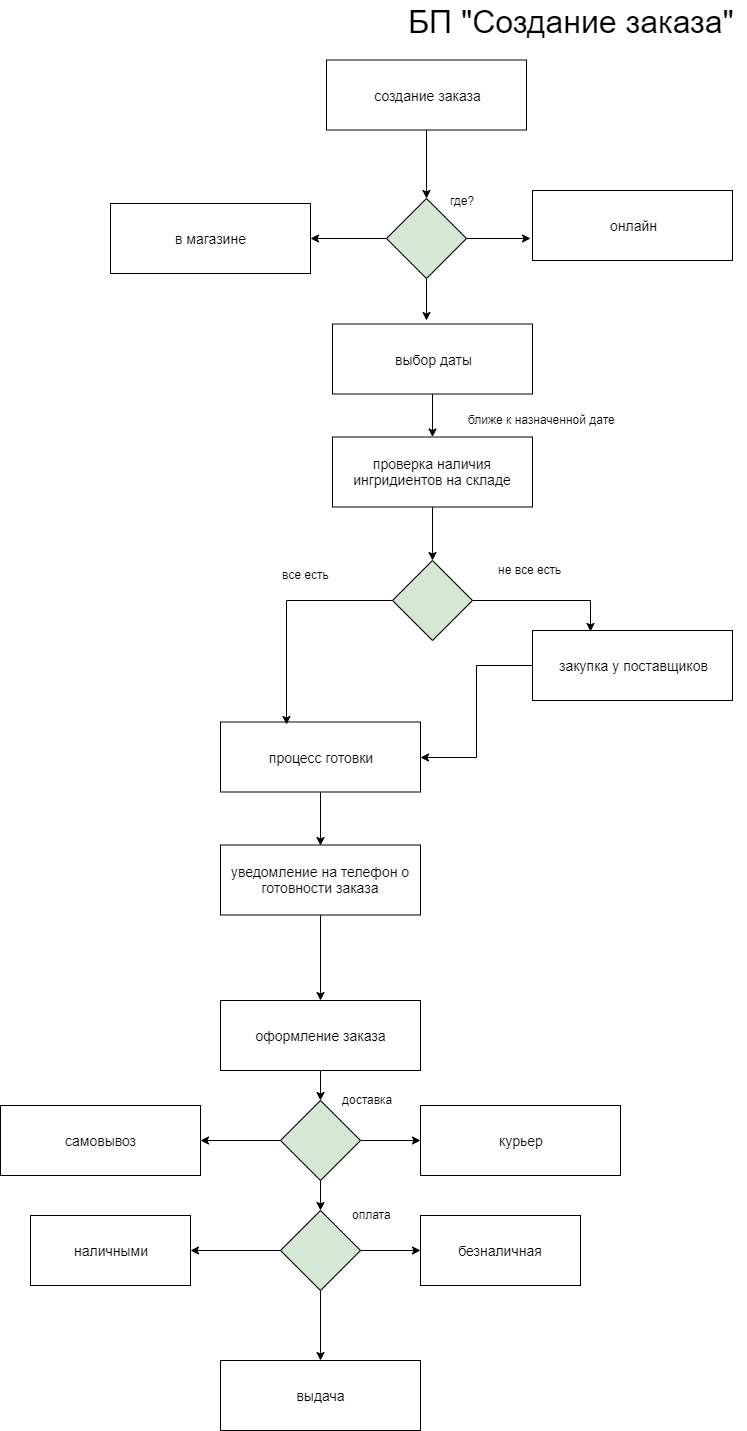 БП "Создание заказа"
создание заказа
где?
в магазине
онлайн
выбор даты
ближе к назначенной дате
проверка наличия
ингридиентов на складе
все есть
не все есть
закупка у поставщиков
процесс готовки
уведомление на телефон о
готовности заказа
оформление заказа
доставка
самовывоз
курьер
оплата
наличными
безналичная
выдача